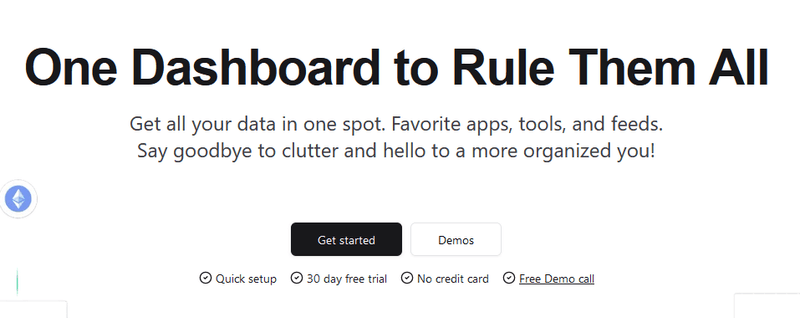 One Dashboard to Rule Them All
Get all your data in one spot. Favorite apps, tools, and feeds.
Say goodbye to clutter and hello to a more organized you!
Get started Demos
Quick setup 30 day free trial No credit card Free Demo call